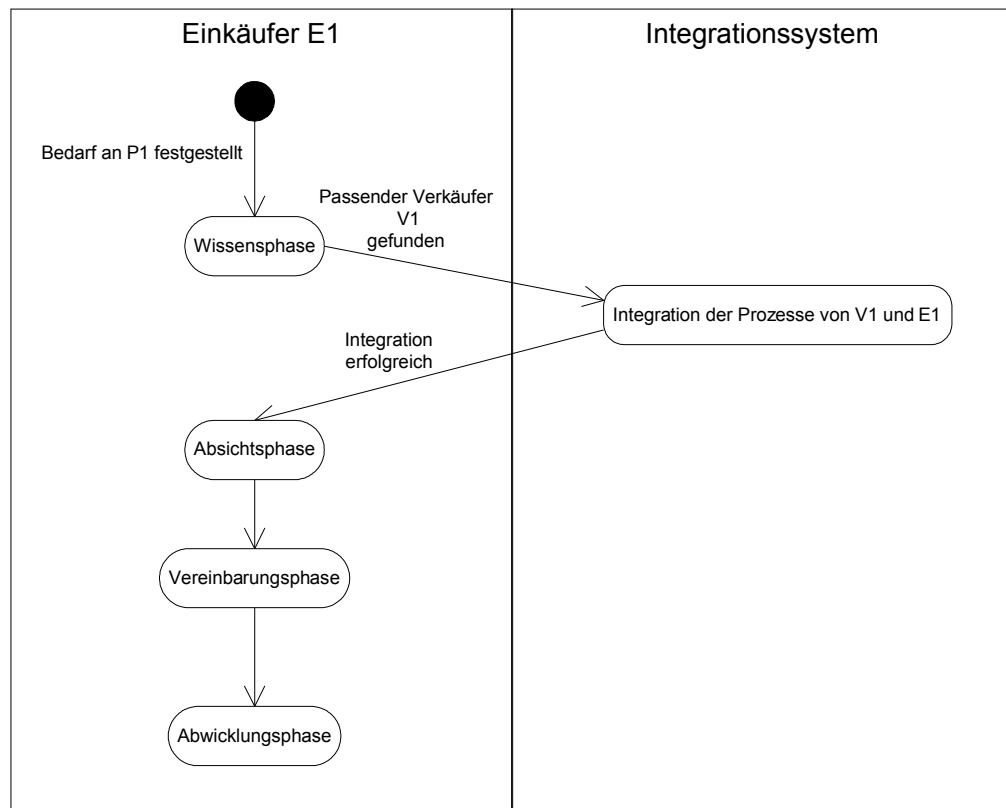 Einkäufer E1
Integrationssystem
Bedarf an P1 festgestellt
Passender Verkäufer
V1
gefunden
Wissensphase
Integration der Prozesse von V1 und E1
Integration
erfolgreich
Absichtsphase
Vereinbarungsphase
Abwicklungsphase